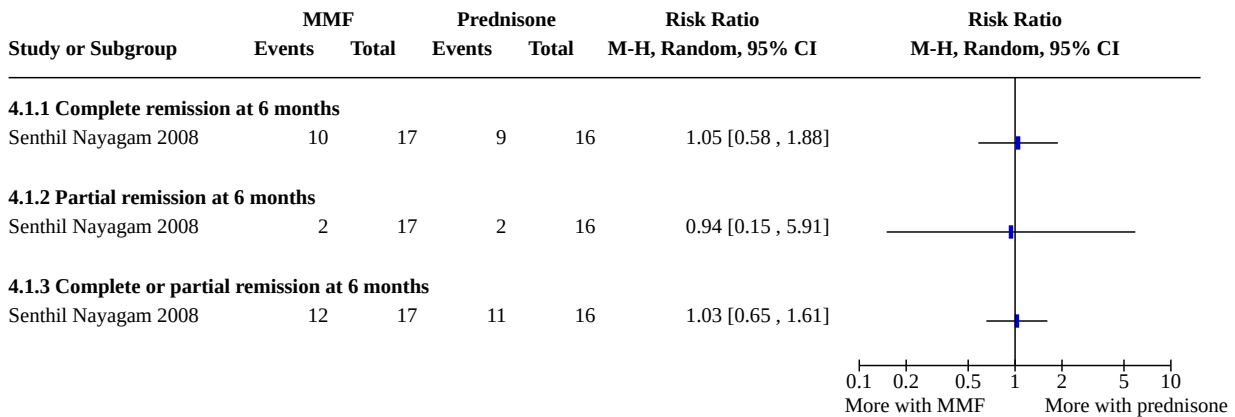 MMF Prednisone Risk Ratio Risk Ratio
Study or Subgroup Events Total Events Total M-H, Random, 95% CI M-H, Random, 95% CI
4.1.1 Complete remission at 6 months
Senthil Nayagam 2008 10 17 9 16 1.05 [0.58 , 1.88]
4.1.2 Partial remission at 6 months
Senthil Nayagam 2008 2 17 2 16 0.94 [0.15 , 5.91]
4.1.3 Complete or partial remission at 6 months
Senthil Nayagam 2008 12 17 11 16 1.03 [0.65 , 1.61]
0.1 0.2 0.5 1 2 5 10
More with MMF More with prednisone